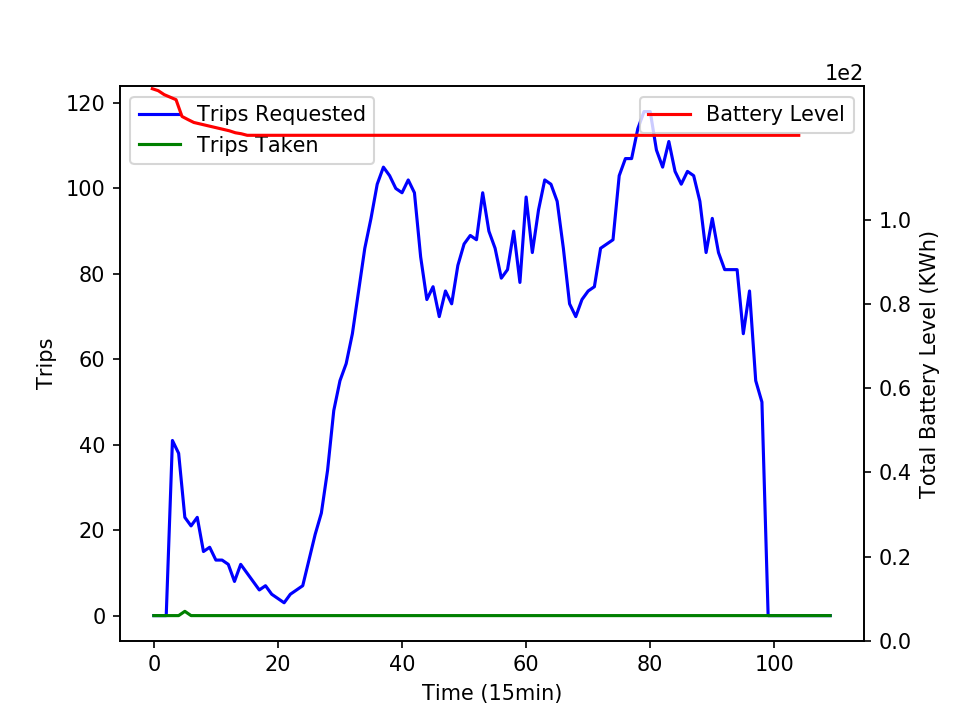 1e2
Trips Requested
Trips Taken
Battery Level
120
100
80
60
40
20
0
Trips
1.0
0.8
0.6
0.4
0.2
0.0
Total Battery Level (KWh)
0 20 40 60 80 100
Time (15min)